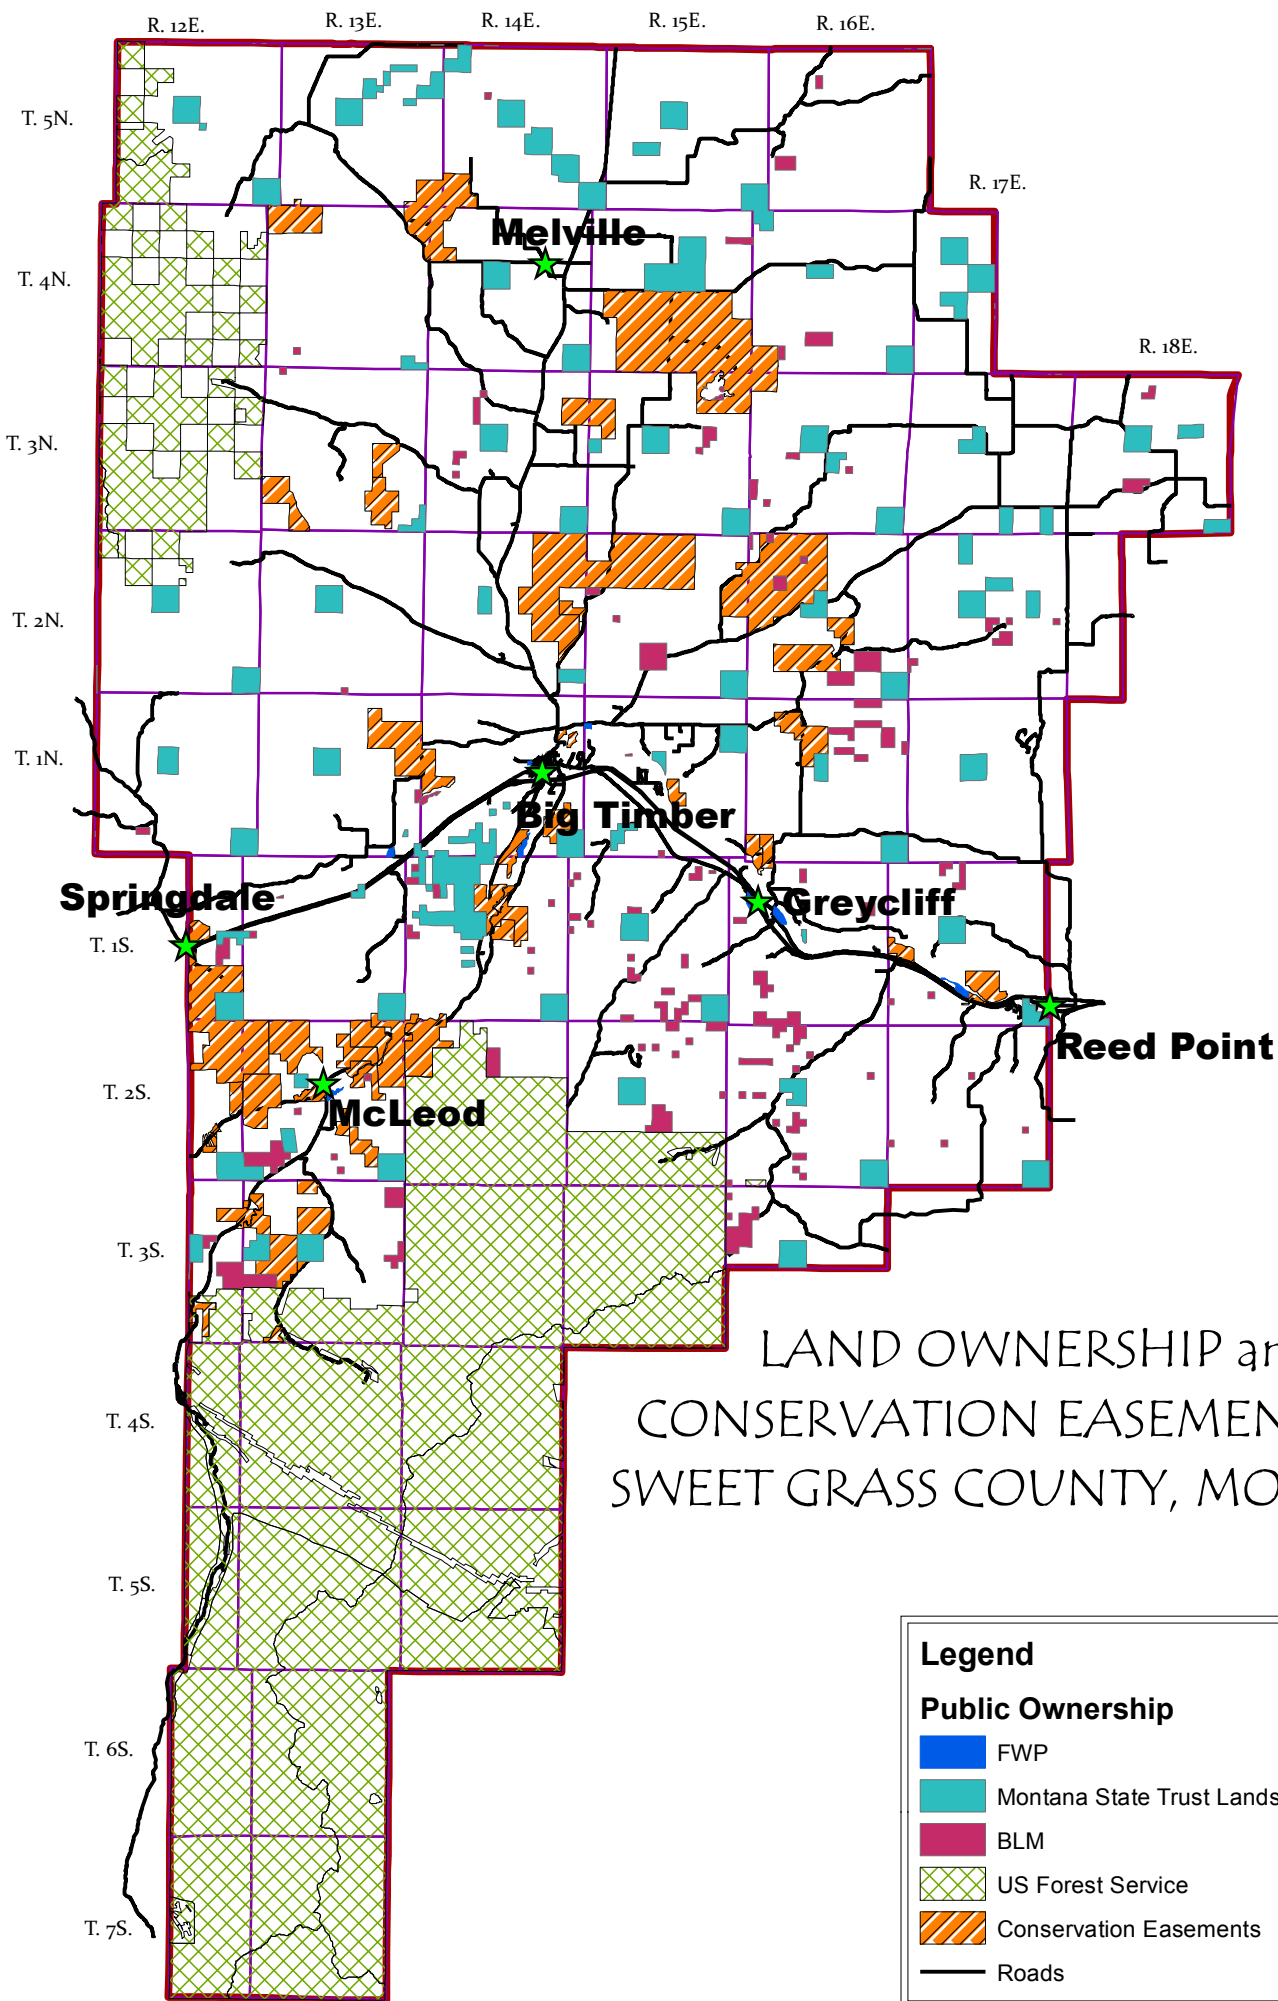 R. 12E.
R. 13E.
R. 14E.
R. 15E.
R. 16E.
T. 5N.
R. 17E.
Melville
T. 4N.
R. 18E.
T. 3N.
T. 2N.
T. 1N.
Big Timber
Springdale
Greycliff
T. 1S.
Reed Point
T. 2S.
McLeod
T. 3S.
LAND OWNERSHIP an
T. 4S.
CONSERVATION EASEMEN
SWEET GRASS COUNTY, MO
T. 5S.
Legend
Public Ownership
T. 6S.
FWP
Montana State Trust Lands
BLM
US Forest Service
T. 7S.
Conservation Easements
Roads